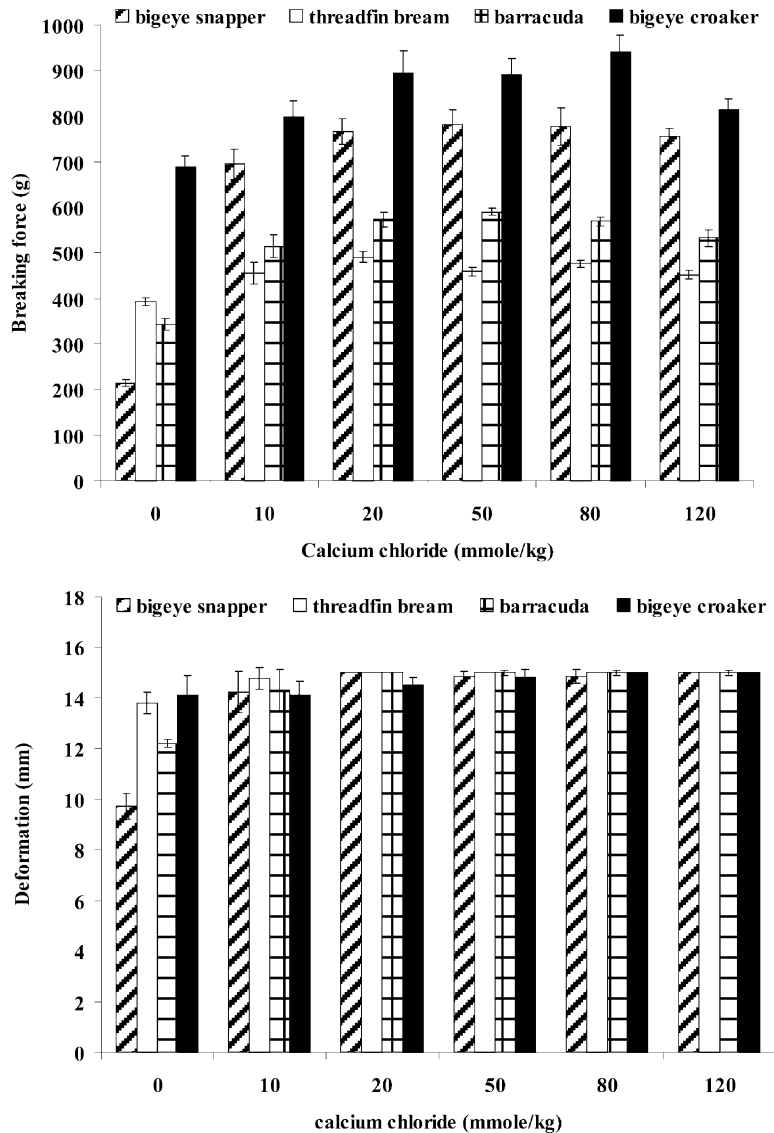 1000
bigeye snapper threadfin bream barracuda bigeye croaker
900
800
700
600
500
400
300
200
100
0
Breaking force (g)
0 10 20 50 80 120
Calcium chloride (mmole/kg)
18
bigeye snapper threadfin bream barracuda bigeye croaker
16
14
12
10
8
6
4
2
0
Deformation (mm)
0 10 20 50 80 120
calcium chloride (mmole/kg)